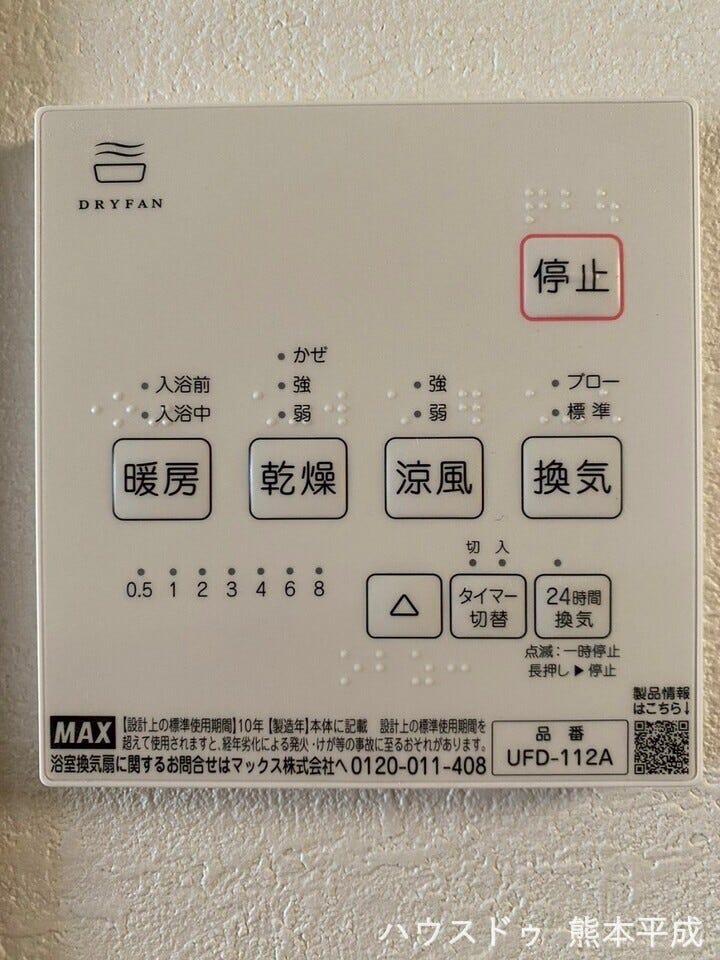 DRYFAN
停止
かぜ
入浴前 強 強 ブロー
入浴中 弱 弱 標準
暖房 乾燥 涼風 換気
切 入
0.5 1 2 3 4 6 8
△ タイマー切替 24時間換気
点滅:一時停止
長押し▶停止
製品情報
はこちら↓
MAX
【設計上の標準使用期間】10年【製造年】本体に記載 設計上の標準使用期間を
超えて使用されますと、経年劣化による発火・けが等の事故に至るおそれがあります。
浴室換気扇に関するお問合せはマックス株式会社へ 0120-011-408
品番
UFD-112A
ハウスドゥ 熊本平成